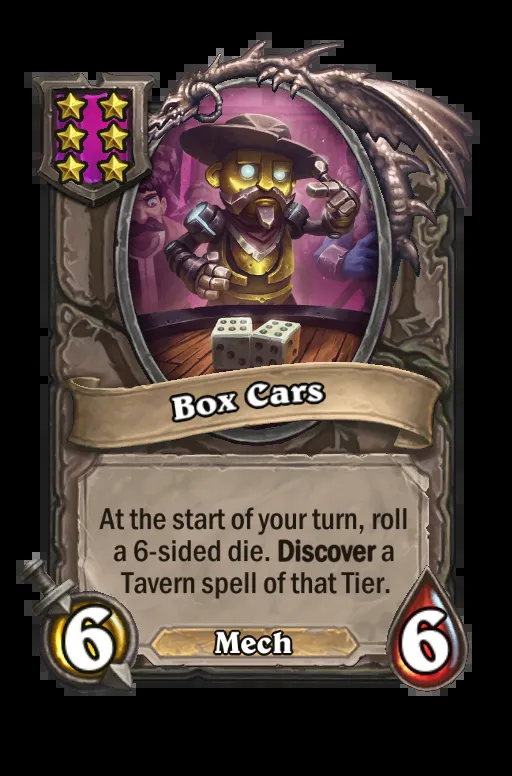 Box Cars
At the start of your turn, roll
a 6-sided die. Discover a
Tavern spell of that Tier.
6
Mech
6